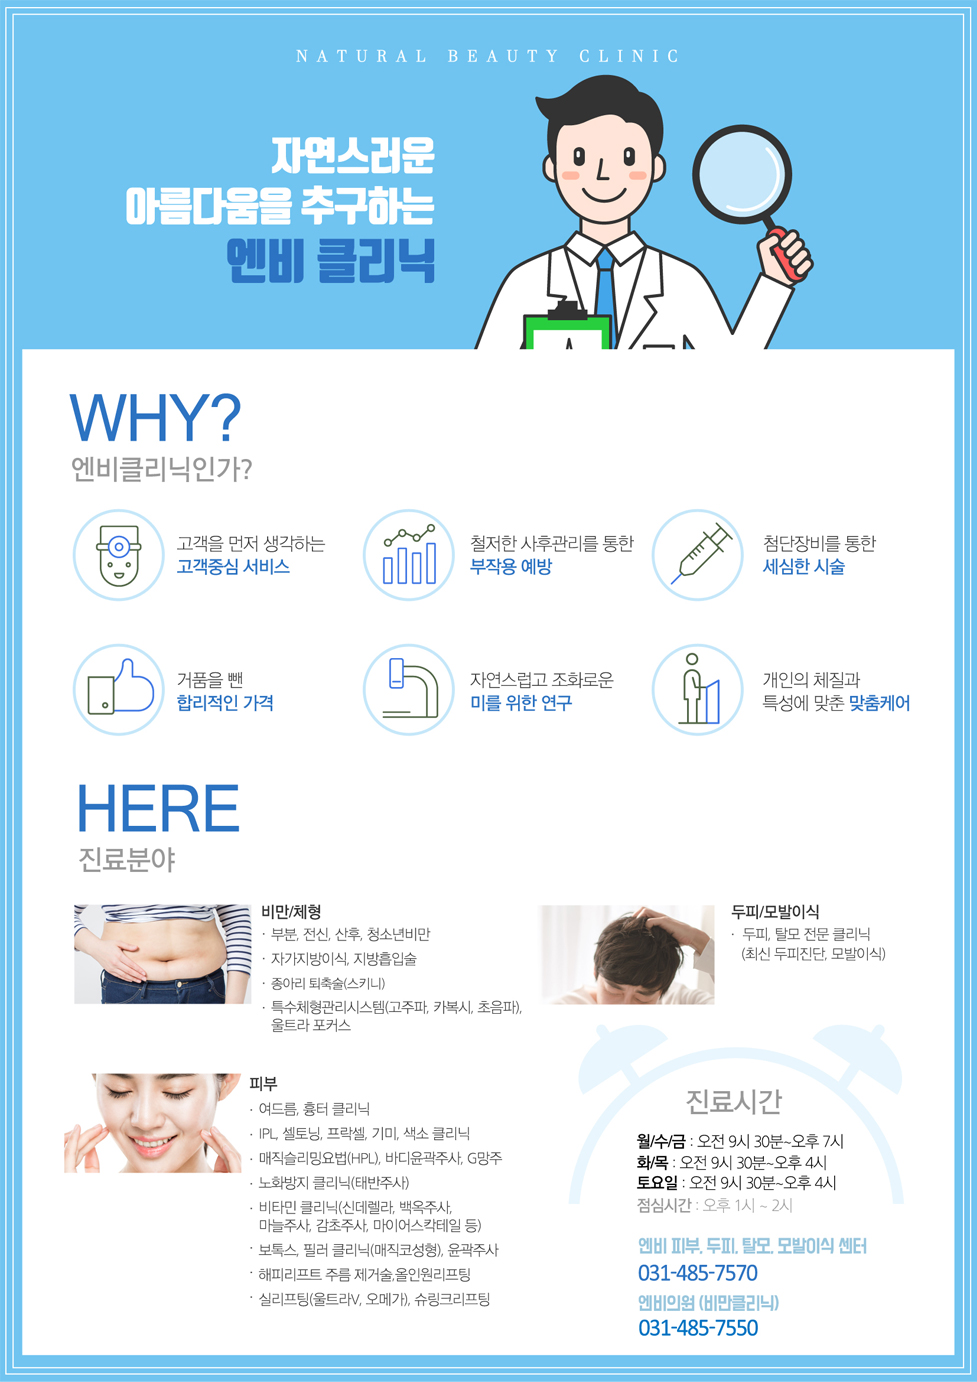 NATURAL BEAUTY CLINIC
자연스러운
아름다움을 추구하는
엔비 클리닉
WHY?
엔비클리닉인가?
고객을 먼저 생각하는
고객중심 서비스
철저한 사후관리를 통한
부작용 예방
첨단장비를 통한
세심한 시술
거품을 뺀
합리적인 가격
자연스럽고 조화로운
미를 위한 연구
개인의 체질과
특성에 맞춘 맞춤케어
HERE
진료분야
비만/체형
· 부분, 전신, 산후, 청소년비만
· 자가지방이식, 지방흡입술
· 종아리 퇴축술(스키니)
· 특수체형관리시스템(고주파, 카복시, 초음파),
울트라 포커스
두피/모발이식
· 두피, 탈모 전문 클리닉
(최신 두피진단, 모발이식)
피부
· 여드름, 흉터 클리닉
· IPL, 셀토닝, 프락셀, 기미, 색소 클리닉
· 매직슬리밍요법(HPL), 바디윤곽주사, G망주
· 노화방지 클리닉(태반주사)
· 비타민 클리닉(신데렐라, 백옥주사,
마늘주사, 감초주사, 마이어스칵테일 등)
· 보톡스, 필러 클리닉(매직코성형), 윤곽주사
· 해피리프트 주름 제거술,올인원리프팅
· 실리프팅(울트라V, 오메가), 슈링크리프팅
진료시간
월/수/금 : 오전 9시 30분~오후 7시
화/목 : 오전 9시 30분~오후 4시
토요일 : 오전 9시 30분~오후 4시
점심시간 : 오후 1시 ~ 2시
엔비 피부, 두피, 탈모, 모발이식 센터
031-485-7570
엔비의원 (비만클리닉)
031-485-7550